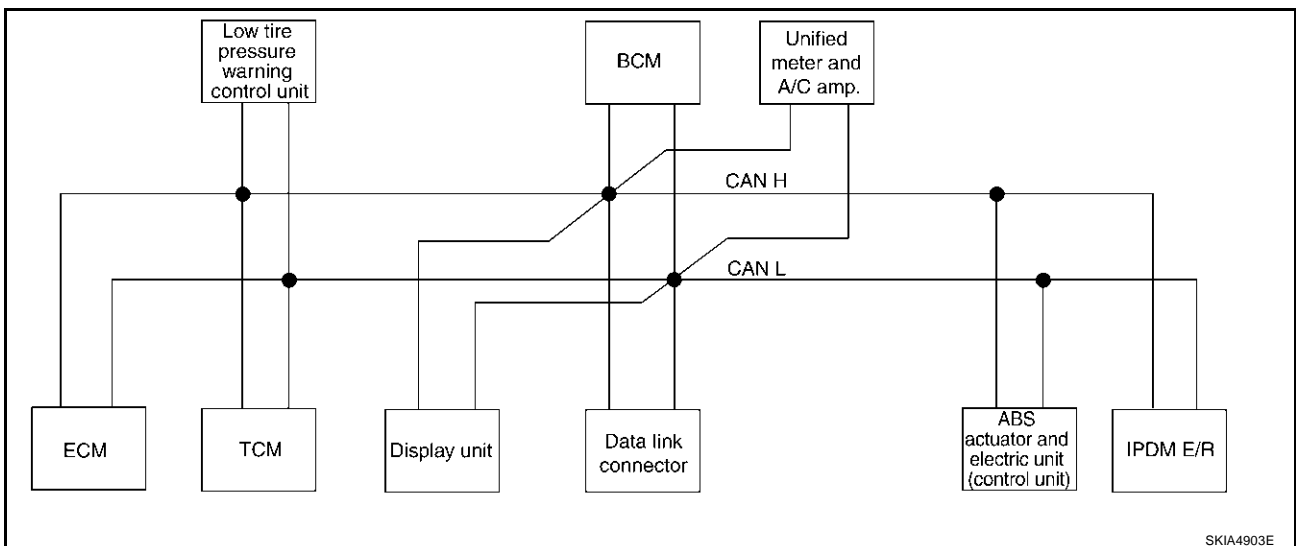 Low tire
pressure
warning
control unit
BCM
Unified
meter and
A/C amp.
CAN H
CAN L
ECM
TCM
Display unit
Data link
connector
ABS
actuator and
electric unit
(control unit)
IPDM E/R
SKIA4903E